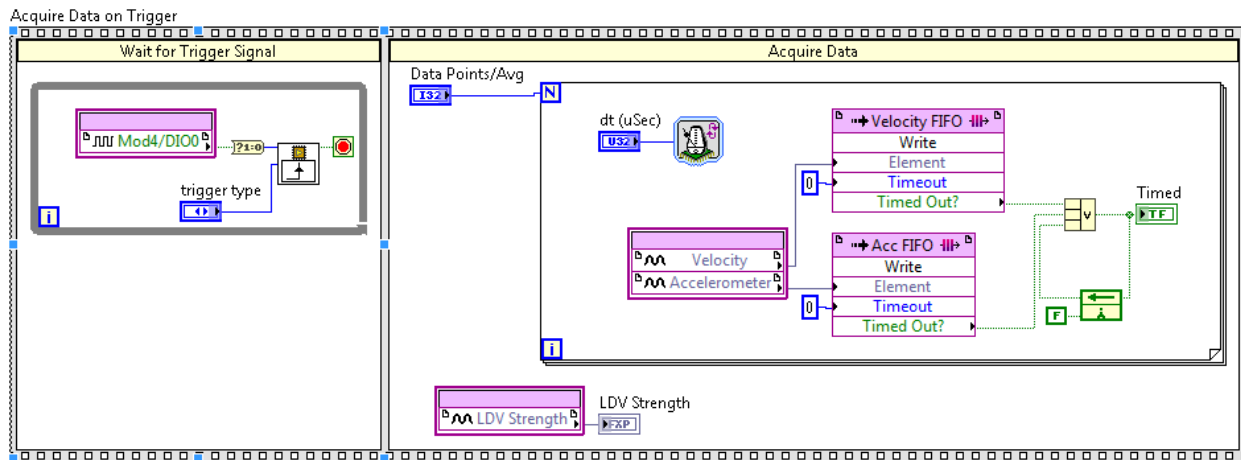 Acquire Data on Trigger
Wait for Trigger Signal
Mod4/DIO0
?1:0
trigger type
i
Acquire Data
Data Points/Avg
I32
N
dt (uSec)
U32
Velocity FIFO
Write
Element
0
Timeout
Timed Out?
Velocity
Accelerometer
Acc FIFO
Write
Element
0
Timeout
Timed Out?
V
Timed
TF
F
i
LDV Strength
LDV Strength
FXP